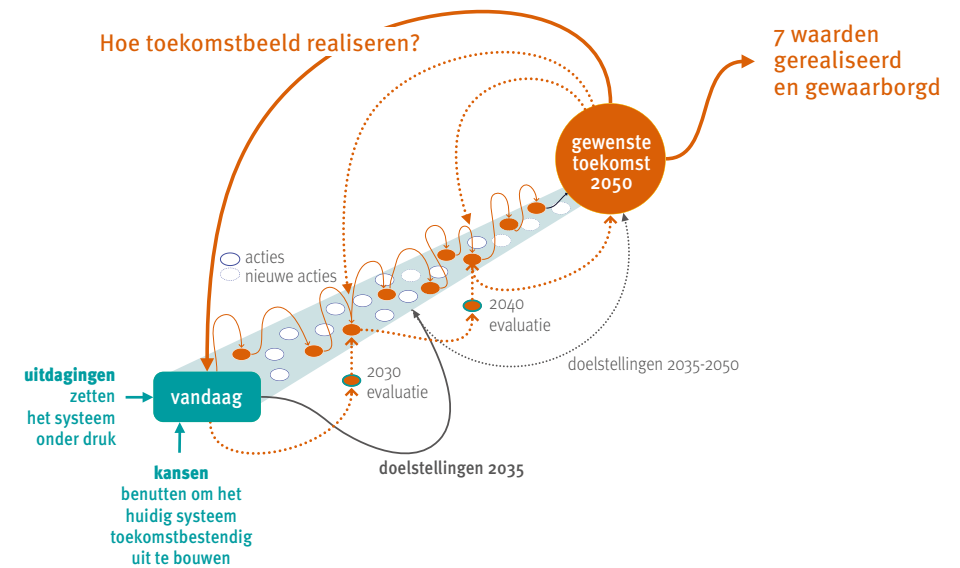 Hoe toekomstbeeld realiseren?
7 waarden
gerealiseerd
en gewaarborgd
gewenste
toekomst
2050
acties
nieuwe acties
2040
evaluatie
doelstellingen 2035-2050
2030
evaluatie
uitdagingen
zetten
het systeem
onder druk
vandaag
doelstellingen 2035
kansen
benutten om het
huidig systeem
toekomstbestendig
uit te bouwen